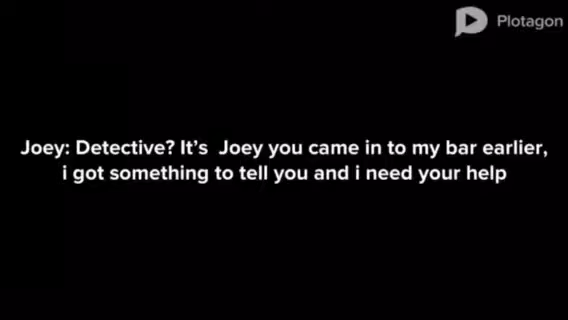 Plotagon
Joey: Detective? It's  Joey you came in to my bar earlier,
i got something to tell you and i need your help